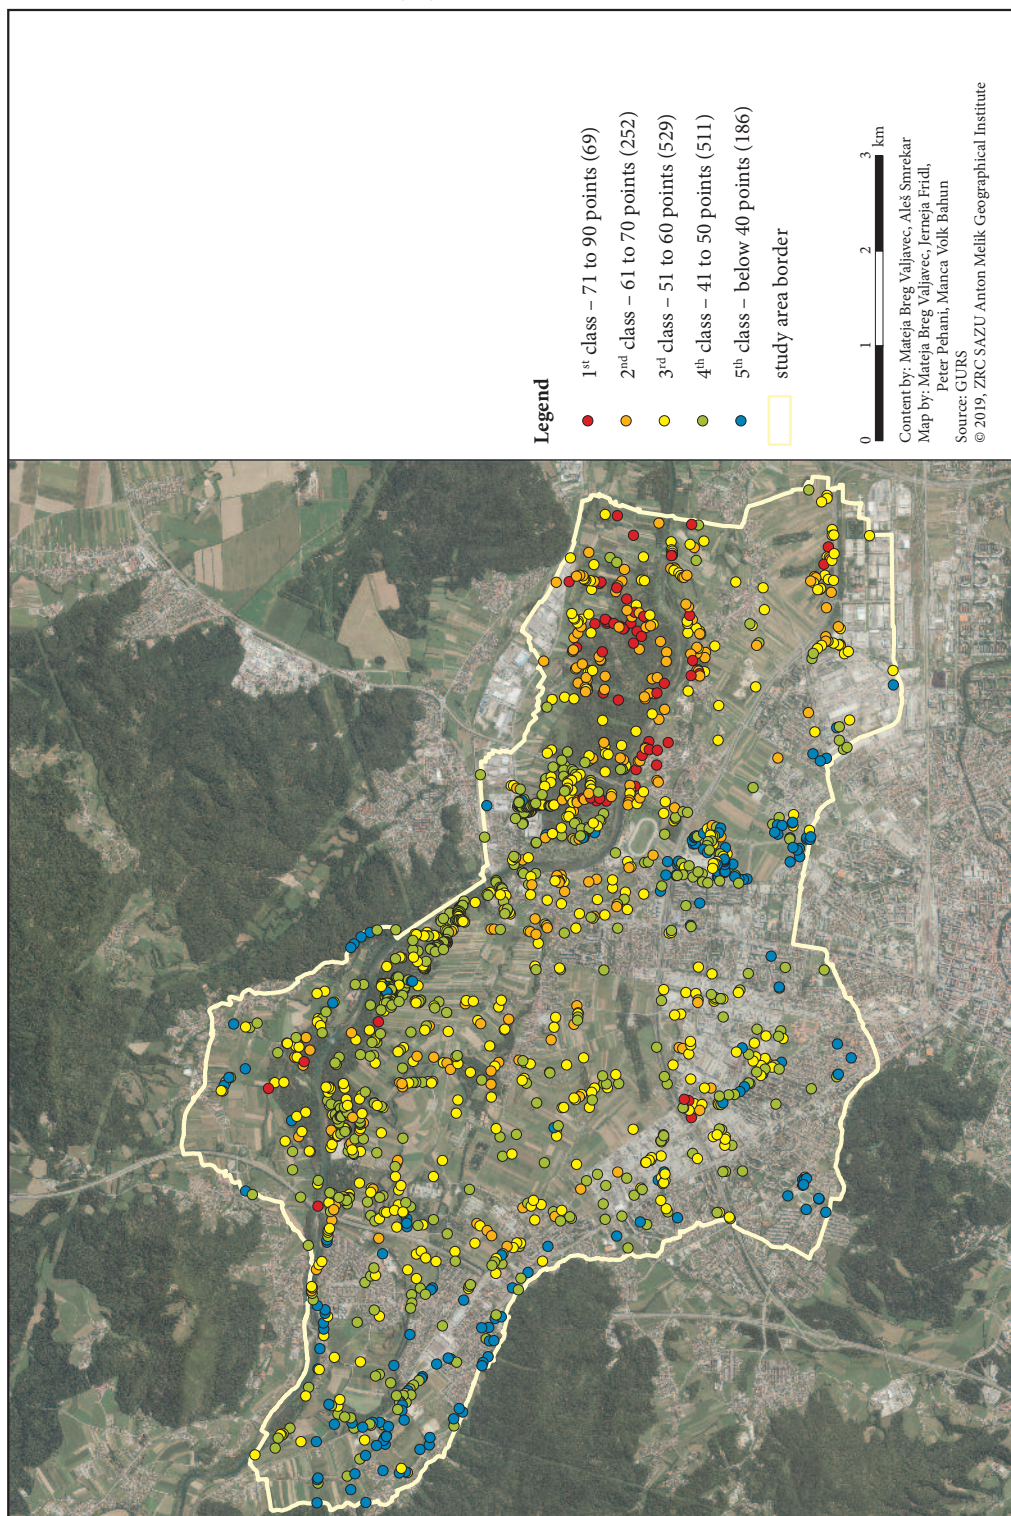 Legend
1st class – 71 to 90 points (69)
2nd class – 61 to 70 points (252)
3rd class – 51 to 60 points (529)
4th class – 41 to 50 points (511)
5th class – below 40 points (186)
study area border
0 1 2 3 km
Content by: Mateja Breg Valjavec, Aleš Smrekar
Map by: Mateja Breg Valjavec, Jerneja Fridl,
Peter Pehani, Manca Volk Bahun
Source: GURS
© 2019, ZRC SAZU Anton Melik Geographical Institute